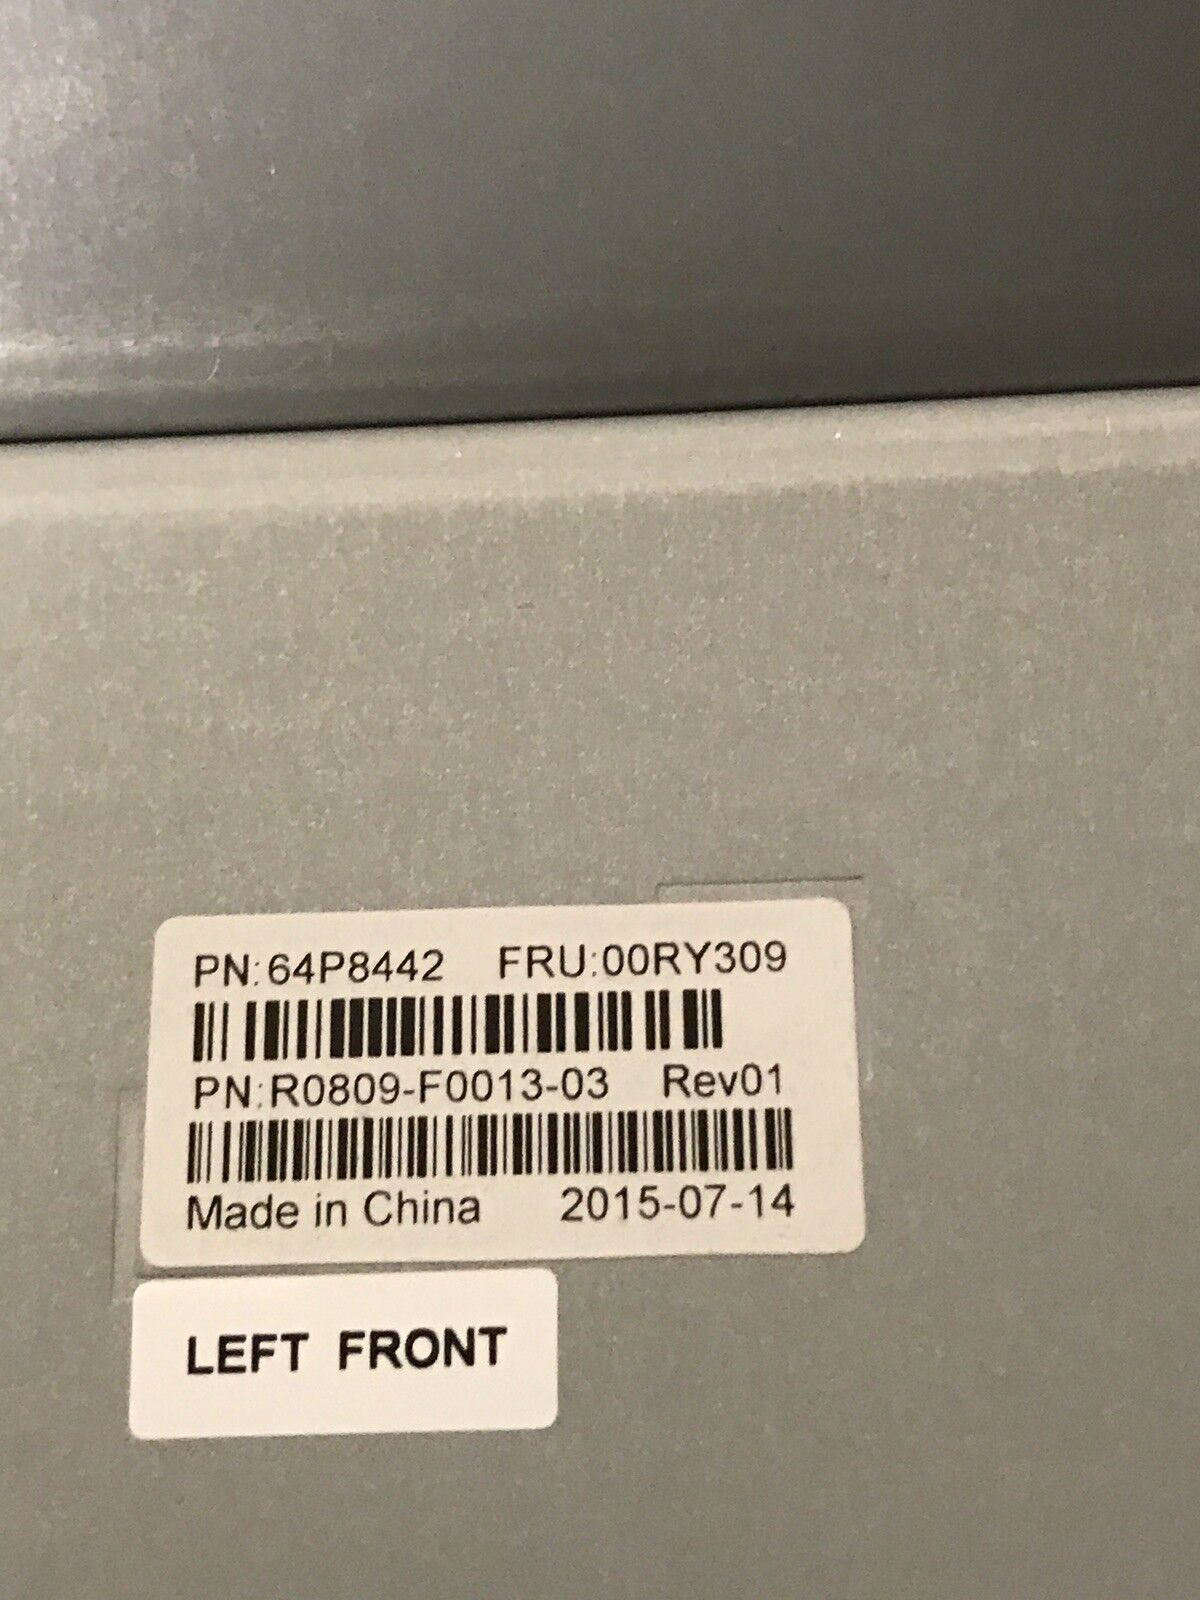 PN:64P8442 FRU:00RY309
PN:R0809-F0013-03 Rev01
Made in China 2015-07-14
LEFT FRONT